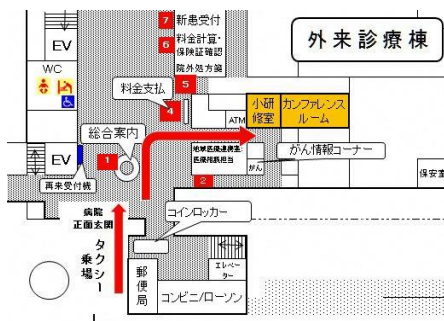 7
新患受付
外来診療棟
EV
6
料金計算・
保険証確認
院外処方箋
WC
5
料金支払
4
小研
修室
カンファレンス
ルーム
ATM
総合案内
地域医療連携室
医療相談担当
がん情報コーナー
がん
EV
1
2
保安室
再来受付機
病院
正面玄関
コインロッカー
タクシー
乗場
郵便局
エレベー
ター
コンビニ/ローソン